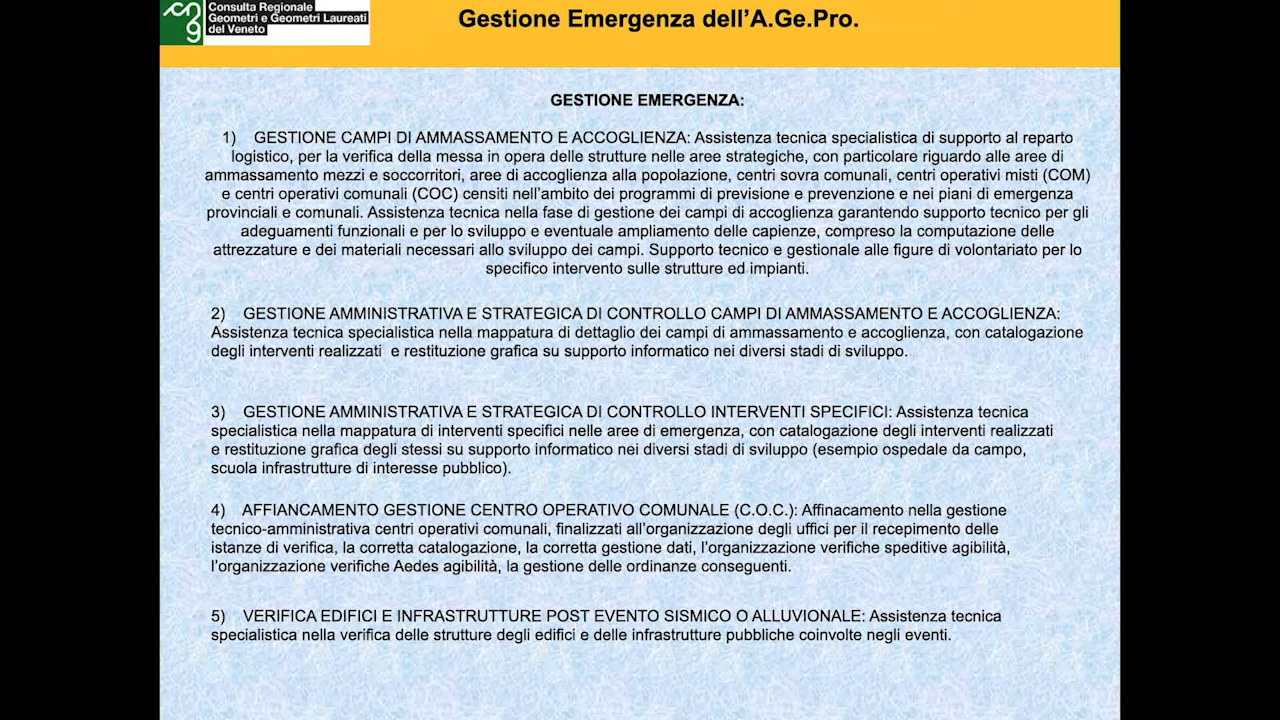 Consulta Regionale
Geometri e Geometri Laureati
del Veneto
Gestione Emergenza dell’A.Ge.Pro.
GESTIONE EMERGENZA:
1) GESTIONE CAMPI DI AMMASSAMENTO E ACCOGLIENZA: Assistenza tecnica specialistica di supporto al reparto
logistico, per la verifica della messa in opera delle strutture nelle aree strategiche, con particolare riguardo alle aree di
ammassamento mezzi e soccorritori, aree di accoglienza alla popolazione, centri sovra comunali, centri operativi misti (COM)
e centri operativi comunali (COC) censiti nell’ambito dei programmi di previsione e prevenzione e nei piani di emergenza
provinciali e comunali. Assistenza tecnica nella fase di gestione dei campi di accoglienza garantendo supporto tecnico per gli
adeguamenti funzionali e per lo sviluppo e eventuale ampliamento delle capienze, compreso la computazione delle
attrezzature e dei materiali necessari allo sviluppo dei campi. Supporto tecnico e gestionale alle figure di volontariato per lo
specifico intervento sulle strutture ed impianti.
2) GESTIONE AMMINISTRATIVA E STRATEGICA DI CONTROLLO CAMPI DI AMMASSAMENTO E ACCOGLIENZA:
Assistenza tecnica specialistica nella mappatura di dettaglio dei campi di ammassamento e accoglienza, con catalogazione
degli interventi realizzati e restituzione grafica su supporto informatico nei diversi stadi di sviluppo.
3) GESTIONE AMMINISTRATIVA E STRATEGICA DI CONTROLLO INTERVENTI SPECIFICI: Assistenza tecnica
specialistica nella mappatura di interventi specifici nelle aree di emergenza, con catalogazione degli interventi realizzati
e restituzione grafica degli stessi su supporto informatico nei diversi stadi di sviluppo (esempio ospedale da campo,
scuola infrastrutture di interesse pubblico).
4) AFFIANCAMENTO GESTIONE CENTRO OPERATIVO COMUNALE (C.O.C.): Affinacamento nella gestione
tecnico-amministrativa centri operativi comunali, finalizzati all’organizzazione degli uffici per il recepimento delle
istanze di verifica, la corretta catalogazione, la corretta gestione dati, l’organizzazione verifiche speditive agibilità,
l’organizzazione verifiche Aedes agibilità, la gestione delle ordinanze conseguenti.
5) VERIFICA EDIFICI E INFRASTRUTTURE POST EVENTO SISMICO O ALLUVIONALE: Assistenza tecnica
specialistica nella verifica delle strutture degli edifici e delle infrastrutture pubbliche coinvolte negli eventi.